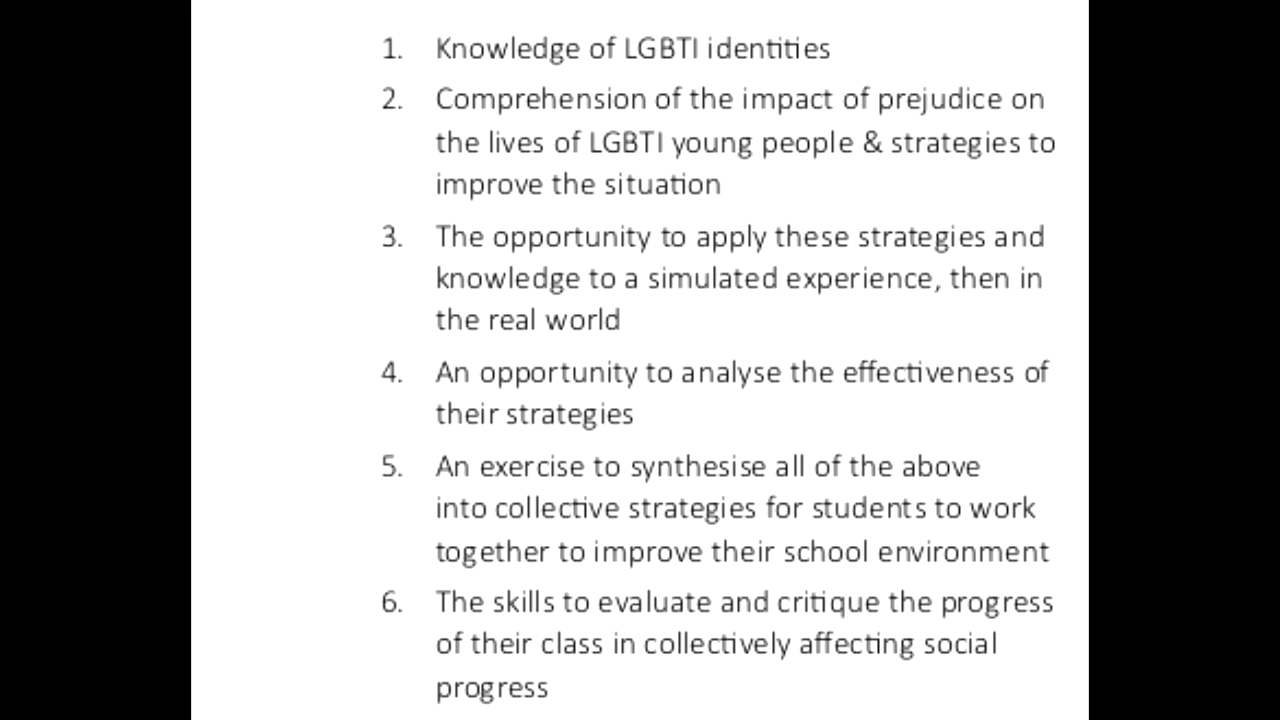 1. Knowledge of LGBTI identities
2. Comprehension of the impact of prejudice on
the lives of LGBTI young people & strategies to
improve the situation
3. The opportunity to apply these strategies and
knowledge to a simulated experience, then in
the real world
4. An opportunity to analyse the effectiveness of
their strategies
5. An exercise to synthesise all of the above
into collective strategies for students to work
together to improve their school environment
6. The skills to evaluate and critique the progress
of their class in collectively affecting social
progress